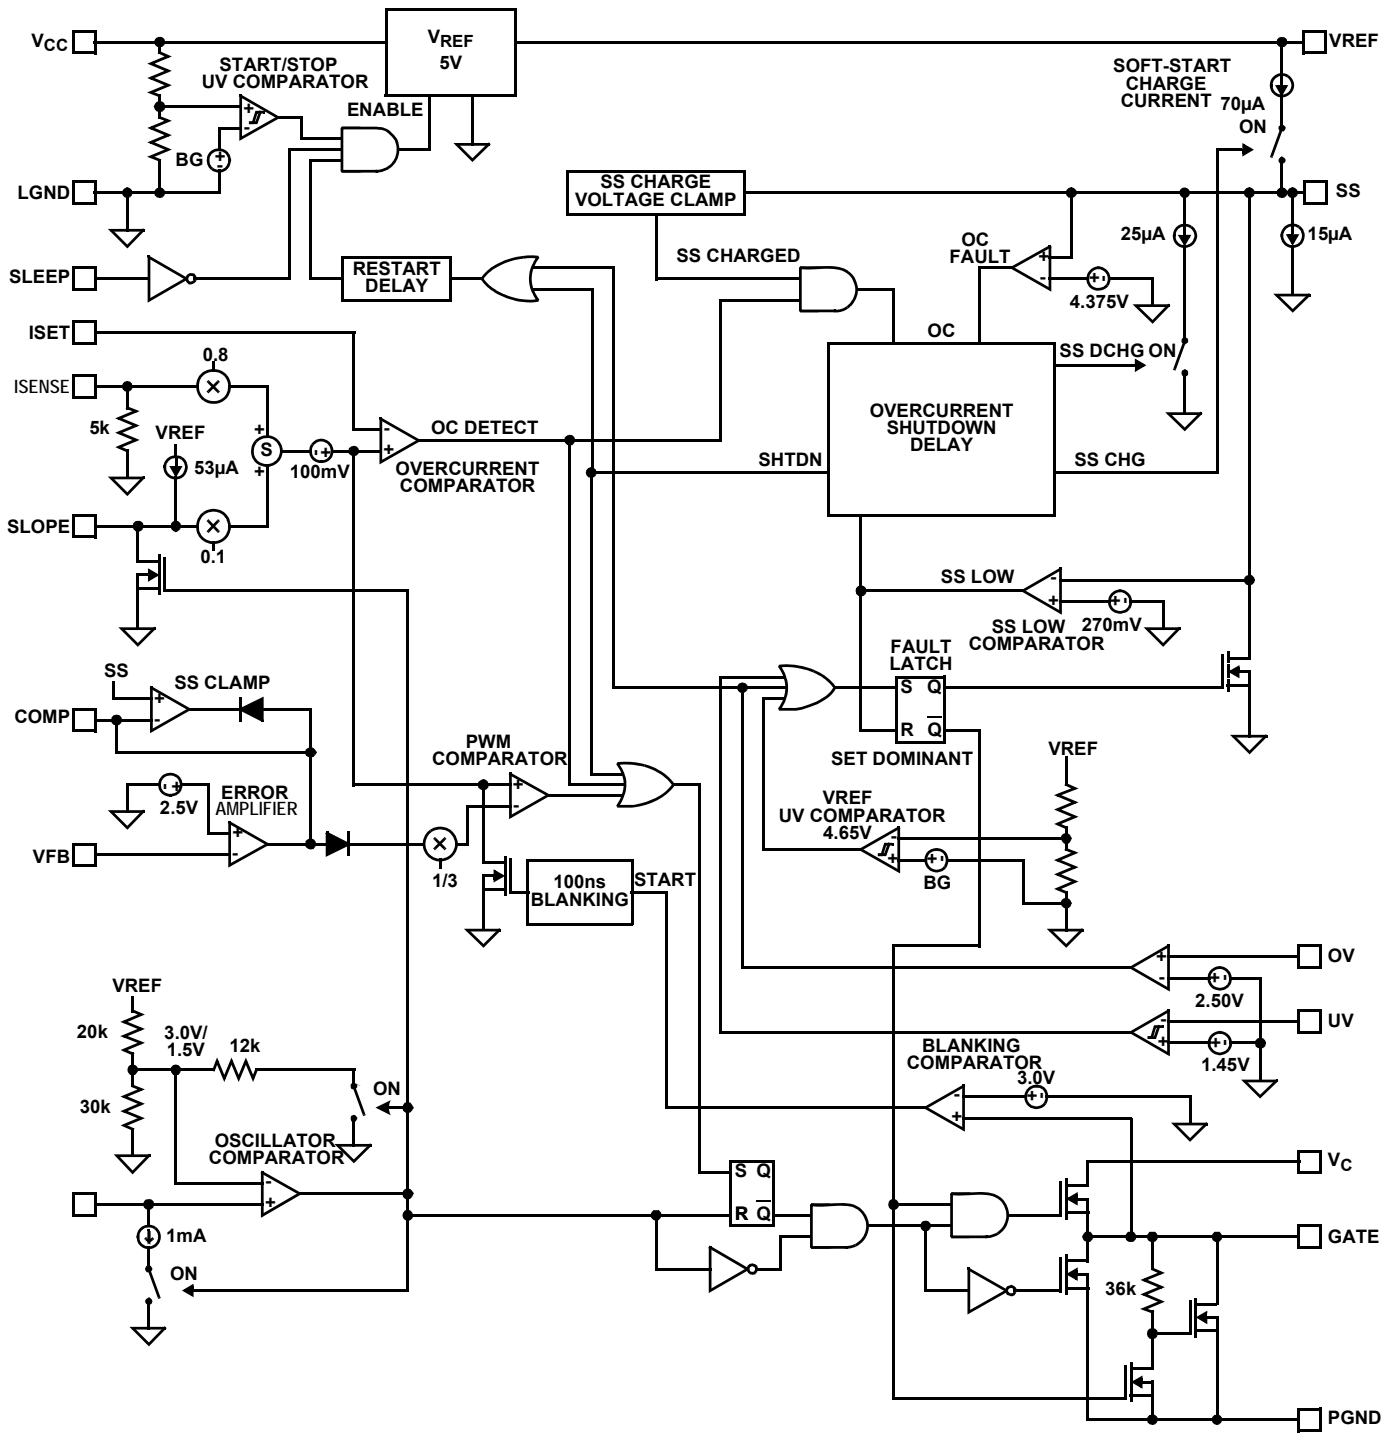 VCC
VREF
5V
VREF
START/STOP
UV COMPARATOR
ENABLE
SOFT-START
CHARGE
CURRENT
70µA
ON
+
-
BG
+
-
LGND
SS CHARGE
VOLTAGE CLAMP
SS
25µA
15µA
OC
FAULT
+
-
+ -
4.375V
SS CHARGED
SLEEP
RESTART
DELAY
ISET
OC
SS DCHG ON
0.8
ISENSE
×
5k
VREF
53µA
+
S
+
- +
100mV
-
+
OC DETECT
OVERCURRENT
COMPARATOR
OVERCURRENT
SHUTDOWN
DELAY
SHTDN
SS CHG
SLOPE
×
0.1
SS LOW
-
+
+ -
270mV
SS LOW
COMPARATOR
FAULT
LATCH
S Q
R Q
SET DOMINANT
SS
SS CLAMP
+
-
COMP
PWM
COMPARATOR
+
-
VREF
- +
2.5V
ERROR
AMPLIFIER
+
-
VFB
×
1/3
VREF
UV COMPARATOR
4.65V
-
+
+ -
BG
100ns
BLANKING
START
OV
+
-
+ -
2.50V
UV
-
+
+ -
1.45V
VREF
20k
3.0V/
1.5V
12k
30k
ON
BLANKING
COMPARATOR
3.0V
-
+
+ -
OSCILLATOR
COMPARATOR
-
+
S Q
R Q
VC
1mA
ON
GATE
36k
PGND